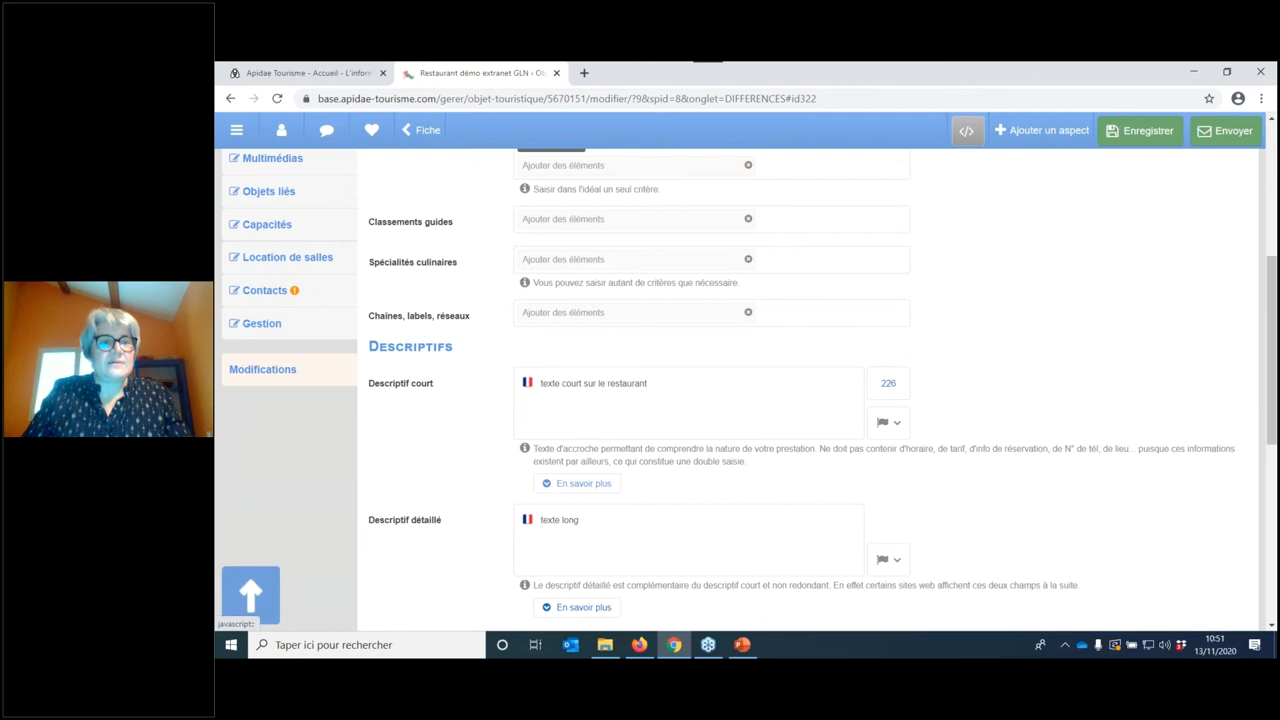 Apidae Tourisme - Accueil - L'inform
Restaurant démo extranet GLN ‹ Ob
base.apidae-tourisme.com/gerer/objet-touristique/5670151/modifier/?9&spid=8&onglet=DIFFERENCES#id322
Fiche
</> Ajouter un aspect Enregistrer Envoyer
Multimédias
Objets liés
Capacités
Location de salles
Contacts
Gestion
Modifications
Ajouter des éléments
Saisir dans l'idéal un seul critère.
Classements guides
Ajouter des éléments
Spécialités culinaires
Ajouter des éléments
Vous pouvez saisir autant de critères que nécessaire.
Chaines, labels, réseaux
Ajouter des éléments
DESCRIPTIFS
Descriptif court
texte court sur le restaurant
226
Texte d'accroche permettant de comprendre la nature de votre prestation. Ne doit pas contenir d'horaire, de tarif, d'info de réservation, de N° de tél, de lieu... puisque ces informations
existent par ailleurs, ce qui constitue une double saisie.
En savoir plus
Descriptif détaillé
texte long
Le descriptif détaillé est complémentaire du descriptif court et non redondant. En effet certains sites web affichent ces deux champs à la suite.
En savoir plus
javascript:
Taper ici pour rechercher
10:51
13/11/2020